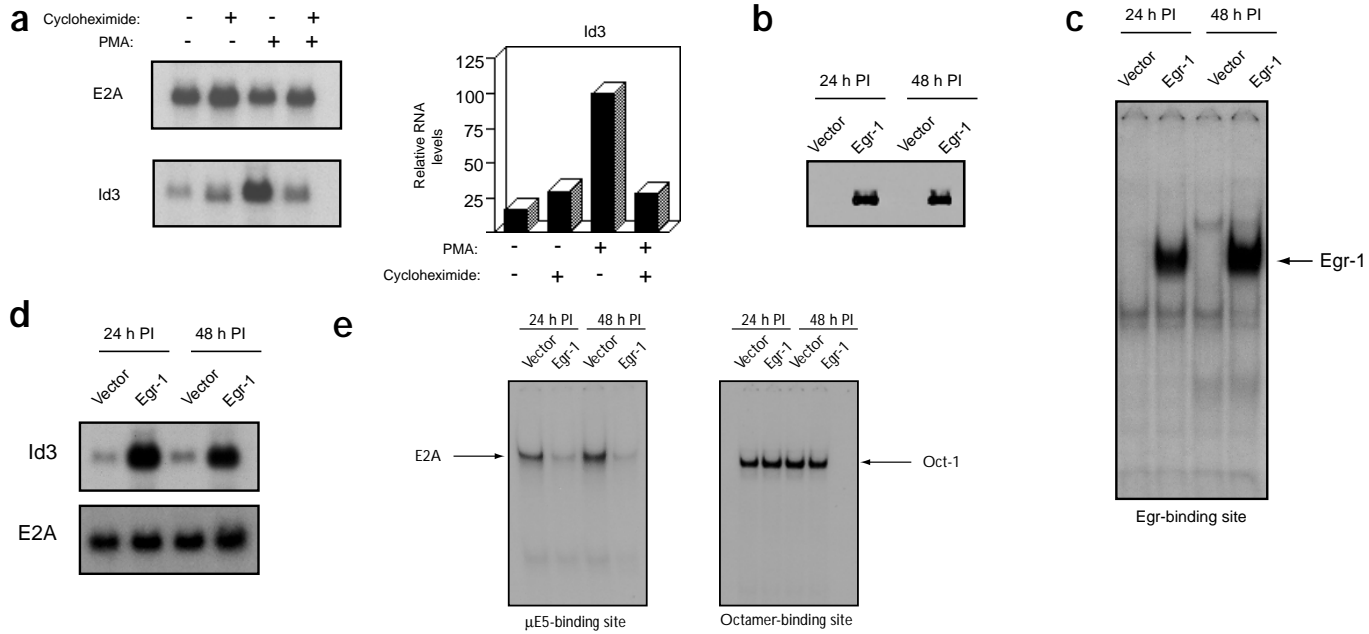 a
Cycloheximide: - + - +
PMA: - - + +
E2A
Id3
Id3
125
100
75
50
25
Relative RNA
levels
PMA: - - + +
Cycloheximide: - + - +
b
24 h PI 48 h PI
Vector Egr-1 Vector Egr-1
c
24 h PI 48 h PI
Vector Egr-1 Vector Egr-1
Egr-1
Egr-binding site
d
24 h PI 48 h PI
Vector Egr-1 Vector Egr-1
Id3
E2A
e
24 h PI 48 h PI
Vector Egr-1 Vector Egr-1
E2A
µE5-binding site
24 h PI 48 h PI
Vector Egr-1 Vector Egr-1
Oct-1
Octamer-binding site